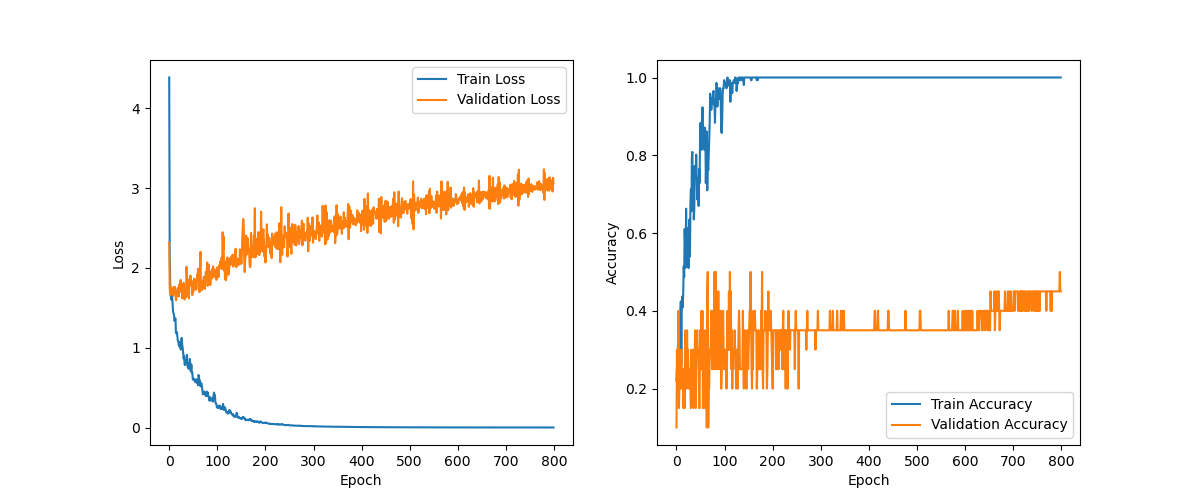 Train Loss
Validation Loss
4
3
2
1
0
Loss
0 100 200 300 400 500 600 700 800
Epoch
1.0
0.8
0.6
0.4
0.2
Accuracy
Train Accuracy
Validation Accuracy
0 100 200 300 400 500 600 700 800
Epoch